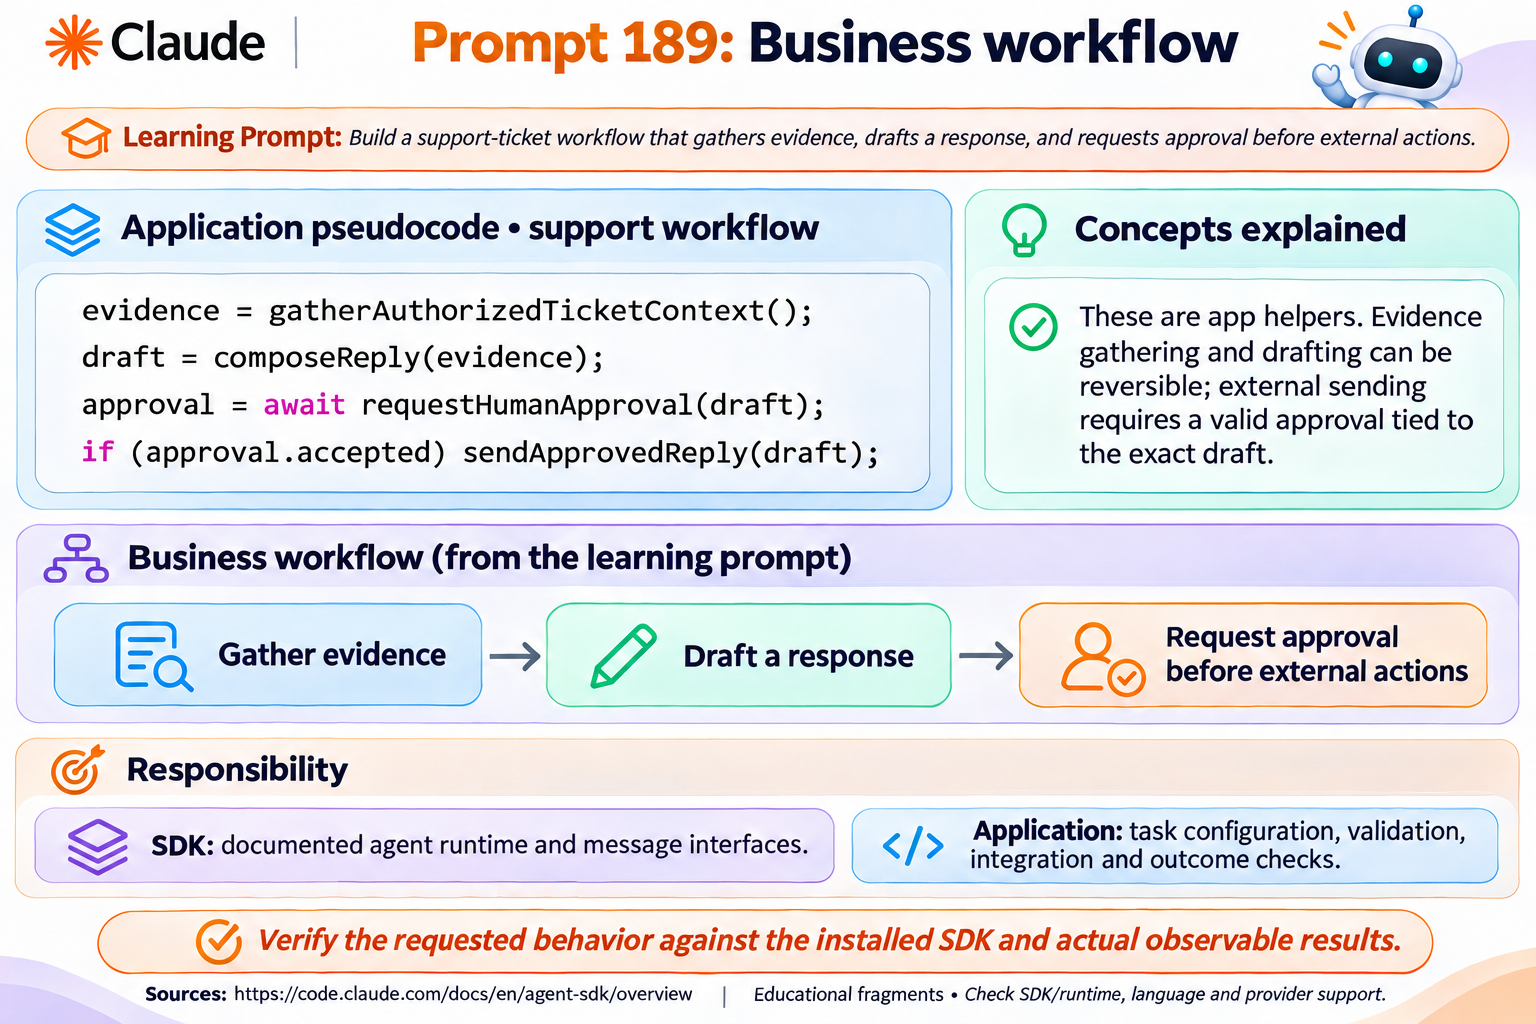 Claude
Prompt 189: Business workflow
Learning Prompt: Build a support-ticket workflow that gathers evidence, drafts a response, and requests approval before external actions.
Application pseudocode • support workflow
evidence = gatherAuthorizedTicketContext();
draft = composeReply(evidence);
approval = await requestHumanApproval(draft);
if (approval.accepted) sendApprovedReply(draft);
Concepts explained
These are app helpers. Evidence
gathering and drafting can be
reversible; external sending
requires a valid approval tied to
the exact draft.
Business workflow (from the learning prompt)
Gather evidence
Draft a response
Request approval
before external actions
Responsibility
SDK: documented agent runtime and message interfaces.
Application: task configuration, validation,
integration and outcome checks.
Verify the requested behavior against the installed SDK and actual observable results.
Sources: https://code.claude.com/docs/en/agent-sdk/overview | Educational fragments • Check SDK/runtime, language and provider support.